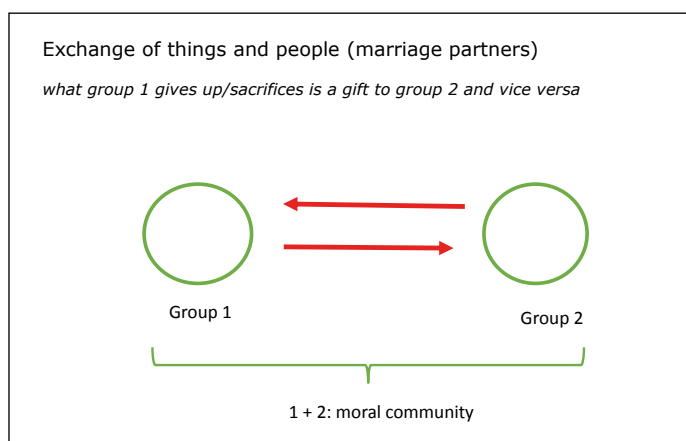 Exchange of things and people (marriage partners)
what group 1 gives up/sacrifices is a gift to group 2 and vice versa
Group 1
Group 2
1 + 2: moral community